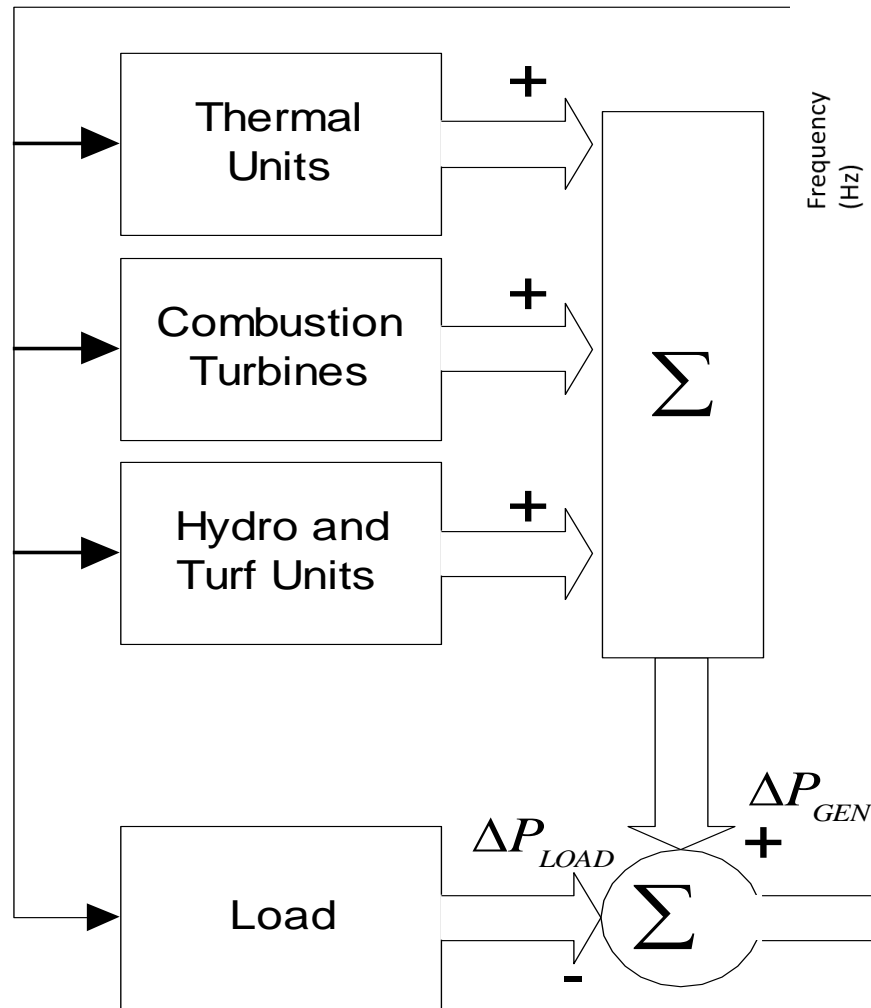 +
Thermal
Units
Frequency
(Hz)
+
Combustion
Turbines
Σ
+
Hydro and
Turf Units
ΔP_GEN
+
ΔP_LOAD
Load
Σ
-